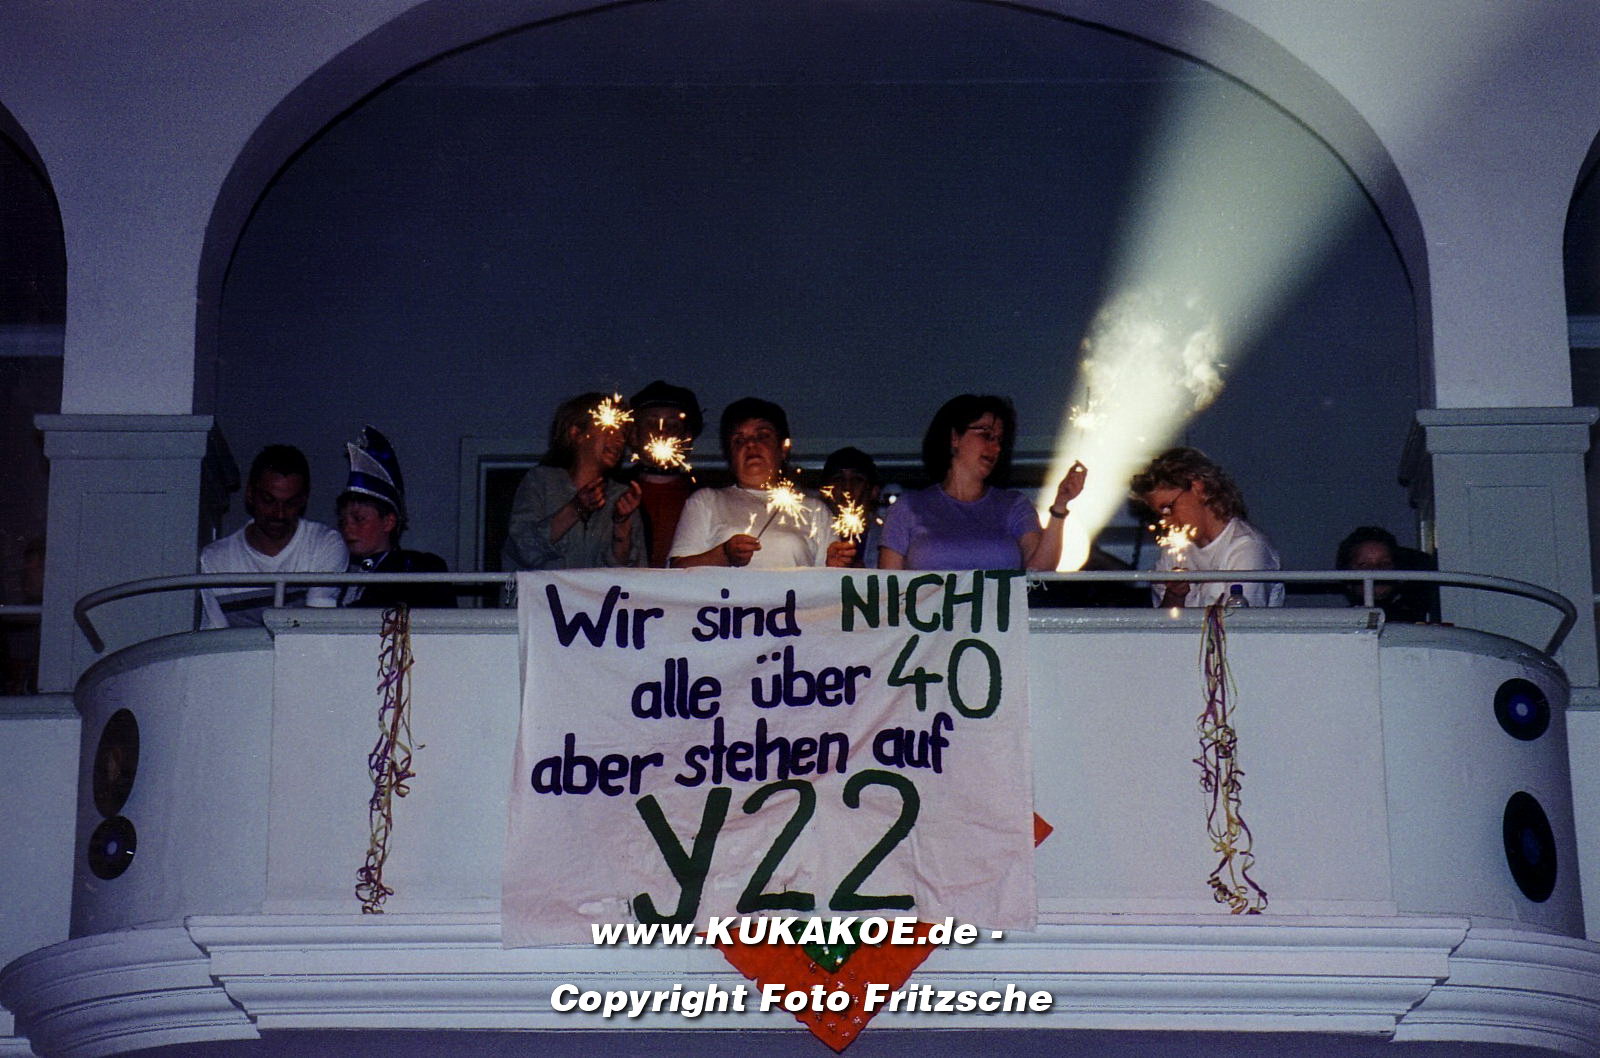 Wir sind NICHT
alle über 40
aber stehen auf
y22
www.KUKAKOE.de -
Copyright Foto Fritzsche